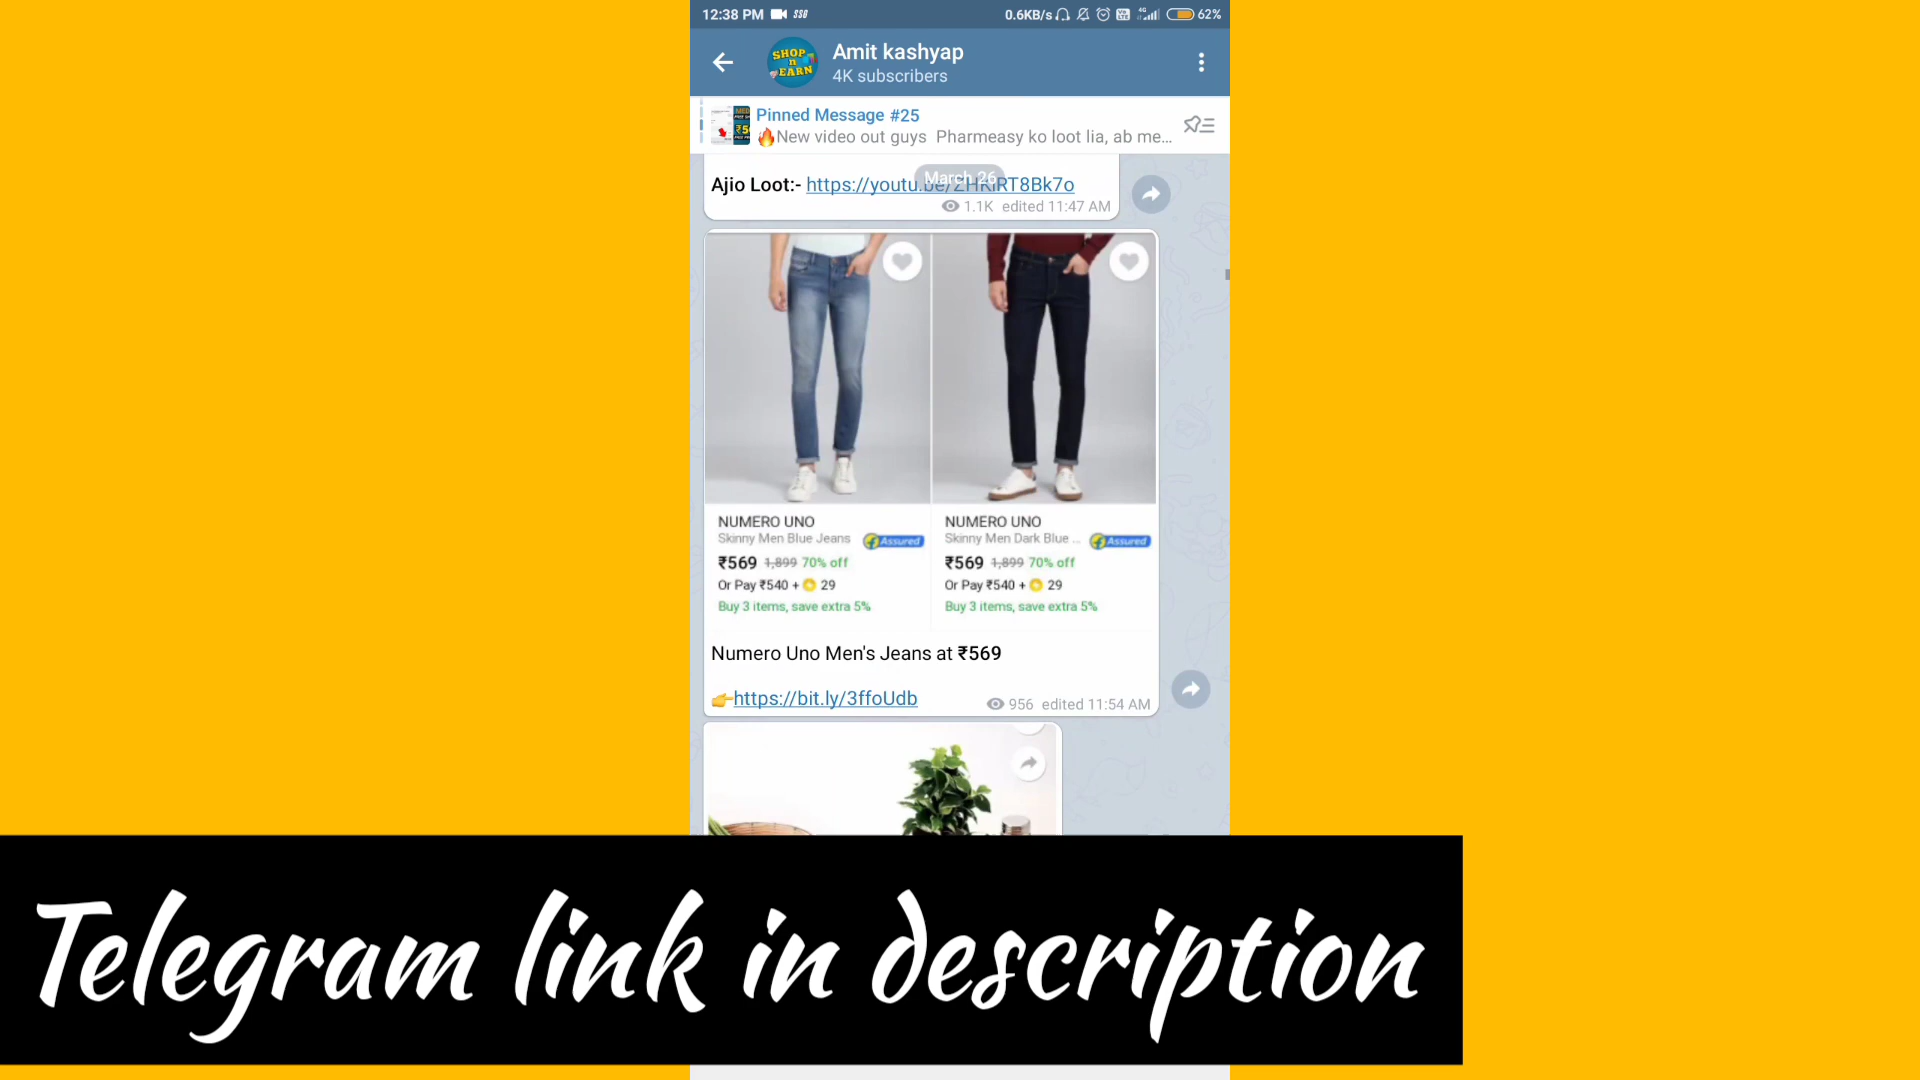 12:38 PM
0.6KB/s 4G 62%
SHOP n EARN
Amit kashyap
4K subscribers
Pinned Message #25
🔥New video out guys Pharmeasy ko loot lia, ab me...
March 26
Ajio Loot:- https://youtu.be/ZHKiRT8Bk7o
1.1K edited 11:47 AM
NUMERO UNO
Skinny Men Blue Jeans
Assured
₹569 1,899 70% off
Or Pay ₹540 + 29
Buy 3 items, save extra 5%
NUMERO UNO
Skinny Men Dark Blue ...
Assured
₹569 1,899 70% off
Or Pay ₹540 + 29
Buy 3 items, save extra 5%
Numero Uno Men's Jeans at ₹569
👉https://bit.ly/3ffoUdb
956 edited 11:54 AM
Telegram link in description